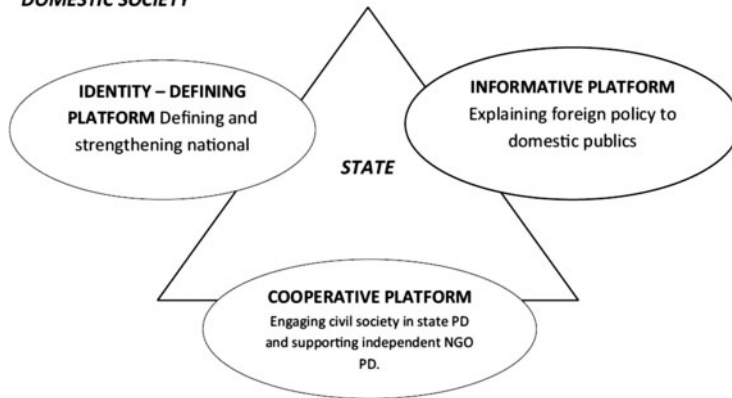 DOMESTIC SOCIETY
IDENTITY – DEFINING
PLATFORM Defining and
strengthening national
INFORMATIVE PLATFORM
Explaining foreign policy to
domestic publics
STATE
COOPERATIVE PLATFORM
Engaging civil society in state PD
and supporting independent NGO
PD.